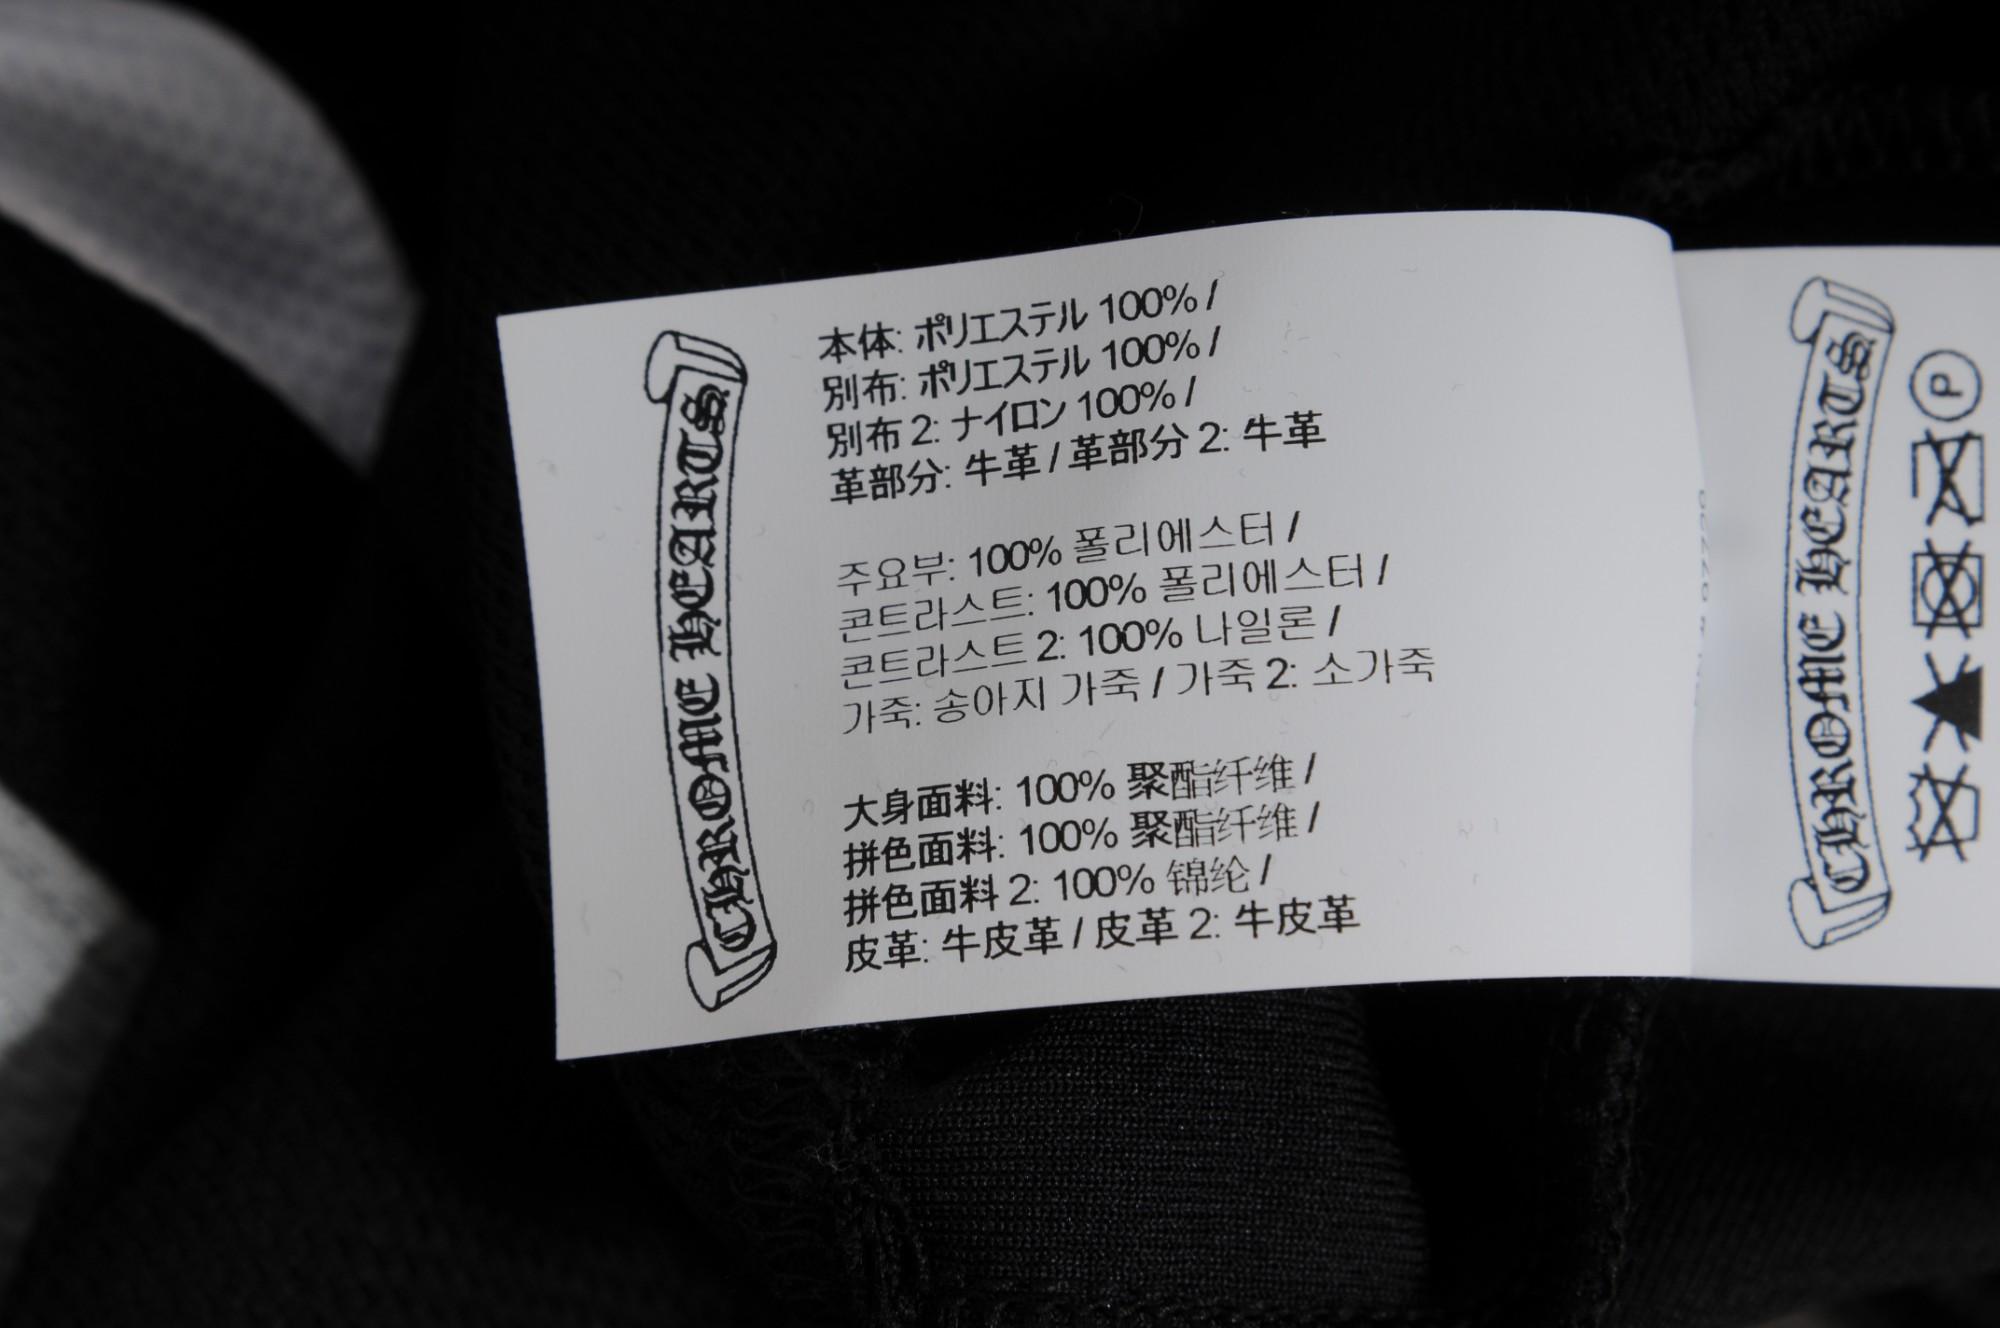 CHROME HEARTS
本体: ポリエステル 100% /
別布: ポリエステル 100% /
別布 2: ナイロン 100% /
革部分: 牛革 / 革部分 2: 牛革
주요부: 100% 폴리에스터 /
콘트라스트: 100% 폴리에스터 /
콘트라스트 2: 100% 나일론 /
가죽: 송아지 가죽 / 가죽 2: 소가죽
大身面料: 100% 聚酯纤维 /
拼色面料: 100% 聚酯纤维 /
拼色面料 2: 100% 锦纶 /
皮革: 牛皮革 / 皮革 2: 牛皮革
CHROME HEARTS
P